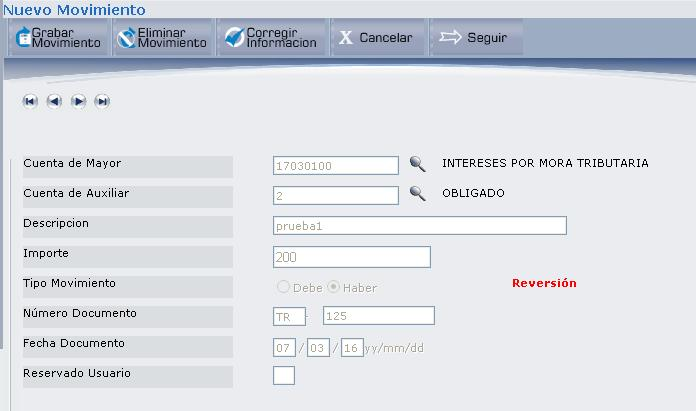 Nuevo Movimiento
Grabar Movimiento Eliminar Movimiento Corregir Informacion X Cancelar Seguir
Cuenta de Mayor 17030100 INTERESES POR MORA TRIBUTARIA
Cuenta de Auxiliar 2 OBLIGADO
Descripcion prueba1
Importe 200
Tipo Movimiento Debe Haber Reversión
Número Documento TR - 125
Fecha Documento 07 / 03 / 16 yy/mm/dd
Reservado Usuario